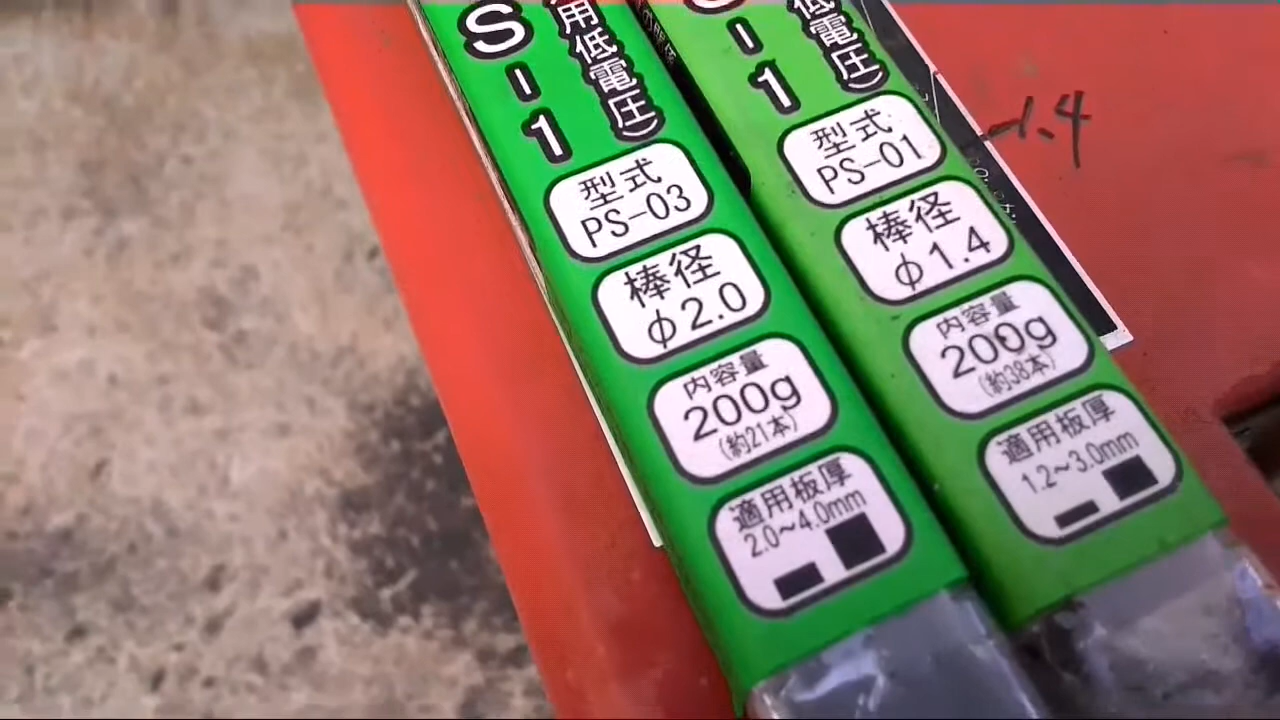 S-1
用低電圧)
型式
PS-03
棒径
φ2.0
内容量
200g
(約21本)
適用板厚
2.0~4.0mm
-1
低電圧)
型式
PS-01
棒径
φ1.4
内容量
200g
(約38本)
適用板厚
1.2~3.0mm
1.4